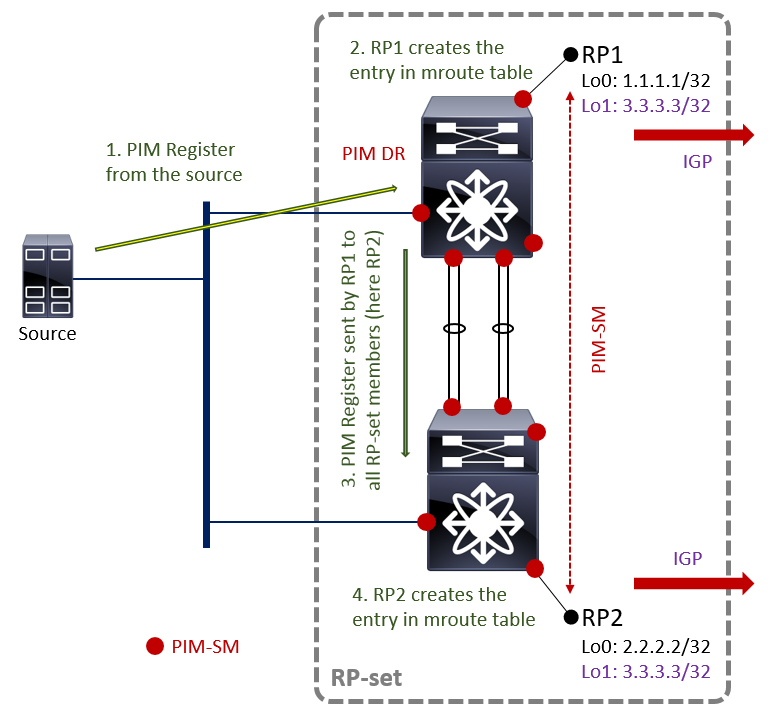 2. RP1 creates the
entry in mroute table
RP1
Lo0: 1.1.1.1/32
Lo1: 3.3.3.3/32
1. PIM Register
from the source
PIM DR
IGP
Source
3. PIM Register sent by RP1 to
all RP-set members (here RP2)
PIM-SM
IGP
4. RP2 creates the
entry in mroute table
RP2
Lo0: 2.2.2.2/32
Lo1: 3.3.3.3/32
PIM-SM
RP-set